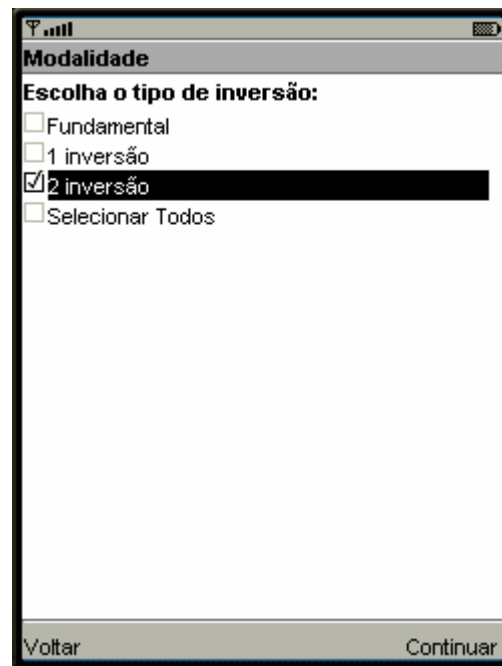 Modalidade
Escolha o tipo de inversão:
Fundamental
1 inversão
2 inversão
Selecionar Todos
Voltar Continuar